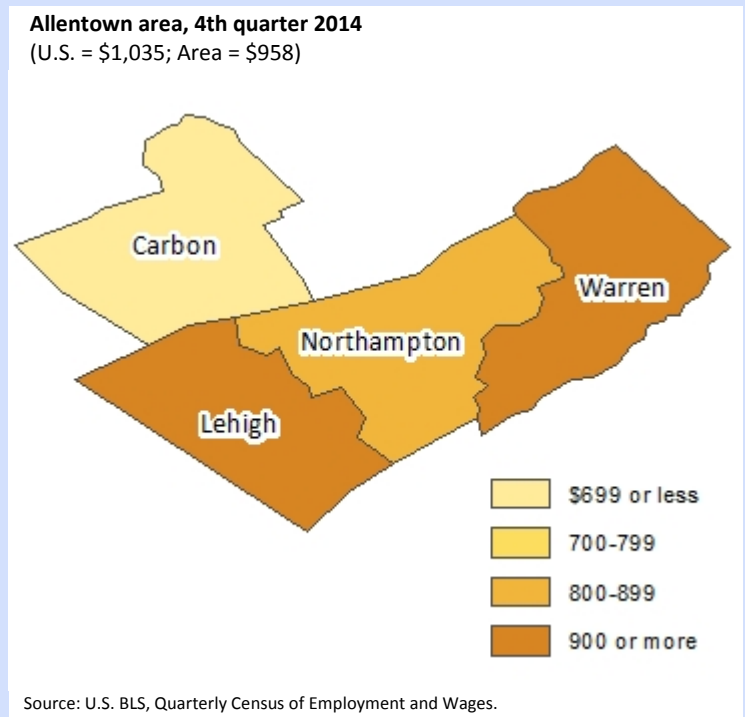 Allentown area, 4th quarter 2014
(U.S. = $1,035; Area = $958)
Carbon
Warren
Northampton
Lehigh
$699 or less
700-799
800-899
900 or more
Source: U.S. BLS, Quarterly Census of Employment and Wages.